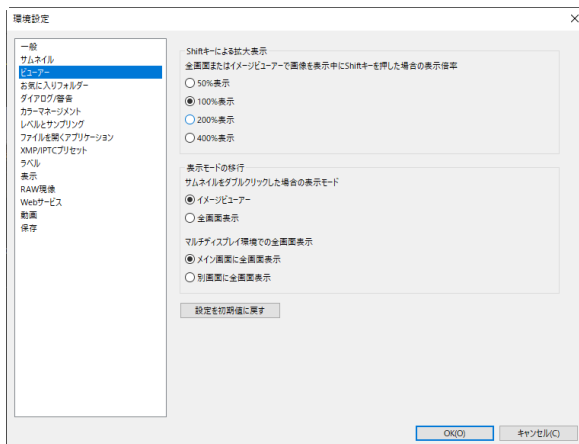 環境設定
一般
サムネイル
ビューアー
お気に入りフォルダー
ダイアログ/警告
カラーマネージメント
レベルとサンプリング
ファイルを開くアプリケーション
XMP/IPTCプリセット
ラベル
表示
RAW現像
Webサービス
動画
保存
Shiftキーによる拡大表示
全画面またはイメージビューアーで画像を表示中にShiftキーを押した場合の表示倍率
50%表示
100%表示
200%表示
400%表示
表示モードの移行
サムネイルをダブルクリックした場合の表示モード
イメージビューアー
全画面表示
マルチディスプレイ環境での全画面表示
メイン画面に全画面表示
別画面に全画面表示
設定を初期値に戻す
OK(O)
キャンセル(C)